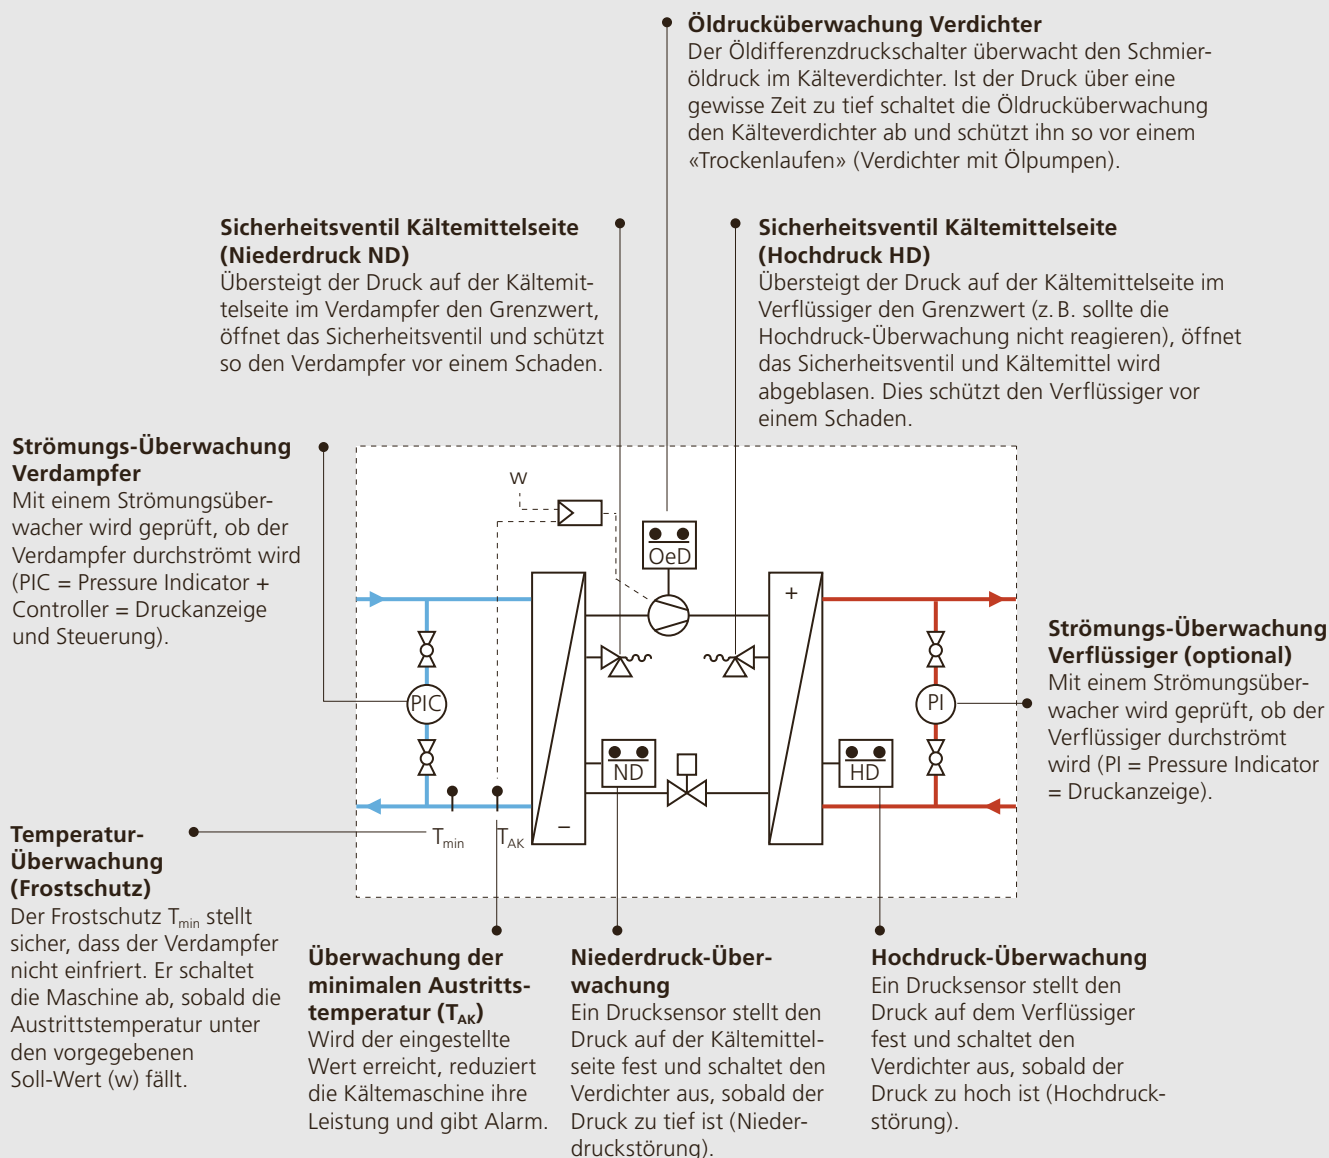 Öldrucküberwachung Verdichter
Der Öldifferenzdruckschalter überwacht den Schmier-
öldruck im Kälteverdichter. Ist der Druck über eine
gewisse Zeit zu tief schaltet die Öldrucküberwachung
den Kälteverdichter ab und schützt ihn so vor einem
«Trockenlaufen» (Verdichter mit Ölpumpen).
Sicherheitsventil Kältemittelseite
(Niederdruck ND)
Übersteigt der Druck auf der Kältemit-
telseite im Verdampfer den Grenzwert,
öffnet das Sicherheitsventil und schützt
so den Verdampfer vor einem Schaden.
Sicherheitsventil Kältemittelseite
(Hochdruck HD)
Übersteigt der Druck auf der Kältemittelseite im
Verflüssiger den Grenzwert (z. B. sollte die
Hochdruck-Überwachung nicht reagieren), öffnet
das Sicherheitsventil und Kältemittel wird
abgeblasen. Dies schützt den Verflüssiger vor
einem Schaden.
Strömungs-Überwachung
Verdampfer
Mit einem Strömungsüber-
wacher wird geprüft, ob der
Verdampfer durchströmt wird
(PIC = Pressure Indicator +
Controller = Druckanzeige
und Steuerung).
w
OeD
+
PIC
PI
ND
HD
−
Tmin
TAK
Strömungs-Überwachung
Verflüssiger (optional)
Mit einem Strömungsüber-
wacher wird geprüft, ob der
Verflüssiger durchströmt
wird (PI = Pressure Indicator
= Druckanzeige).
Temperatur-
Überwachung
(Frostschutz)
Der Frostschutz Tmin stellt
sicher, dass der Verdampfer
nicht einfriert. Er schaltet
die Maschine ab, sobald die
Austrittstemperatur unter
den vorgegebenen
Soll-Wert (w) fällt.
Überwachung der
minimalen Austritts-
temperatur (TAK)
Wird der eingestellte
Wert erreicht, reduziert
die Kältemaschine ihre
Leistung und gibt Alarm.
Niederdruck-Über-
wachung
Ein Drucksensor stellt den
Druck auf der Kältemittel-
seite fest und schaltet den
Verdichter aus, sobald der
Druck zu tief ist (Nieder-
druckstörung).
Hochdruck-Überwachung
Ein Drucksensor stellt den
Druck auf dem Verflüssiger
fest und schaltet den
Verdichter aus, sobald der
Druck zu hoch ist (Hochdruck-
störung).